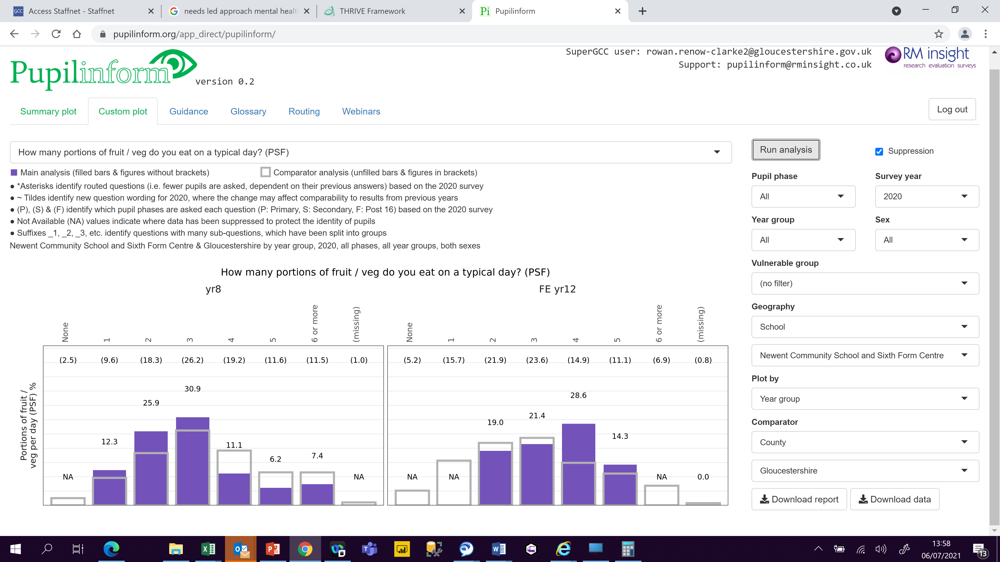 GCC Access Staffnet - Staffnet
needs led approach mental healt
THRIVE Framework
Pi Pupilinform
pupilinform.org/app_direct/pupilinform/
Pupilinform version 0.2
SuperGCC user: rowan.renow-clarke2@gloucestershire.gov.uk
Support: pupilinform@rminsight.co.uk
RM insight
research evaluation surveys
Summary plot
Custom plot
Guidance
Glossary
Routing
Webinars
Log out
How many portions of fruit / veg do you eat on a typical day? (PSF)
Main analysis (filled bars & figures without brackets)
Comparator analysis (unfilled bars & figures in brackets)
● *Asterisks identify routed questions (i.e. fewer pupils are asked, dependent on their previous answers) based on the 2020 survey
● ~ Tildes identify new question wording for 2020, where the change may affect comparability to results from previous years
● (P), (S) & (F) identify which pupil phases are asked each question (P: Primary, S: Secondary, F: Post 16) based on the 2020 survey
● Not Available (NA) values indicate where data has been suppressed to protect the identity of pupils
● Suffixes _1, _2, _3, etc. identify questions with many sub-questions, which have been split into groups
Newent Community School and Sixth Form Centre & Gloucestershire by year group, 2020, all phases, all year groups, both sexes
How many portions of fruit / veg do you eat on a typical day? (PSF)
yr8
None 1 2 3 4 5 6 or more (missing)
(2.5) (9.6) (18.3) (26.2) (19.2) (11.6) (11.5) (1.0)
NA 12.3 25.9 30.9 11.1 6.2 7.4 NA
FE yr12
None 1 2 3 4 5 6 or more (missing)
(5.2) (15.7) (21.9) (23.6) (14.9) (11.1) (6.9) (0.8)
NA NA 19.0 21.4 28.6 14.3 NA 0.0
Portions of fruit /
veg per day (PSF) %
Run analysis
Suppression
Pupil phase
All
Survey year
2020
Year group
All
Sex
All
Vulnerable group
(no filter)
Geography
School
Newent Community School and Sixth Form Centre
Plot by
Year group
Comparator
County
Gloucestershire
Download report
Download data
13:58
06/07/2021
13